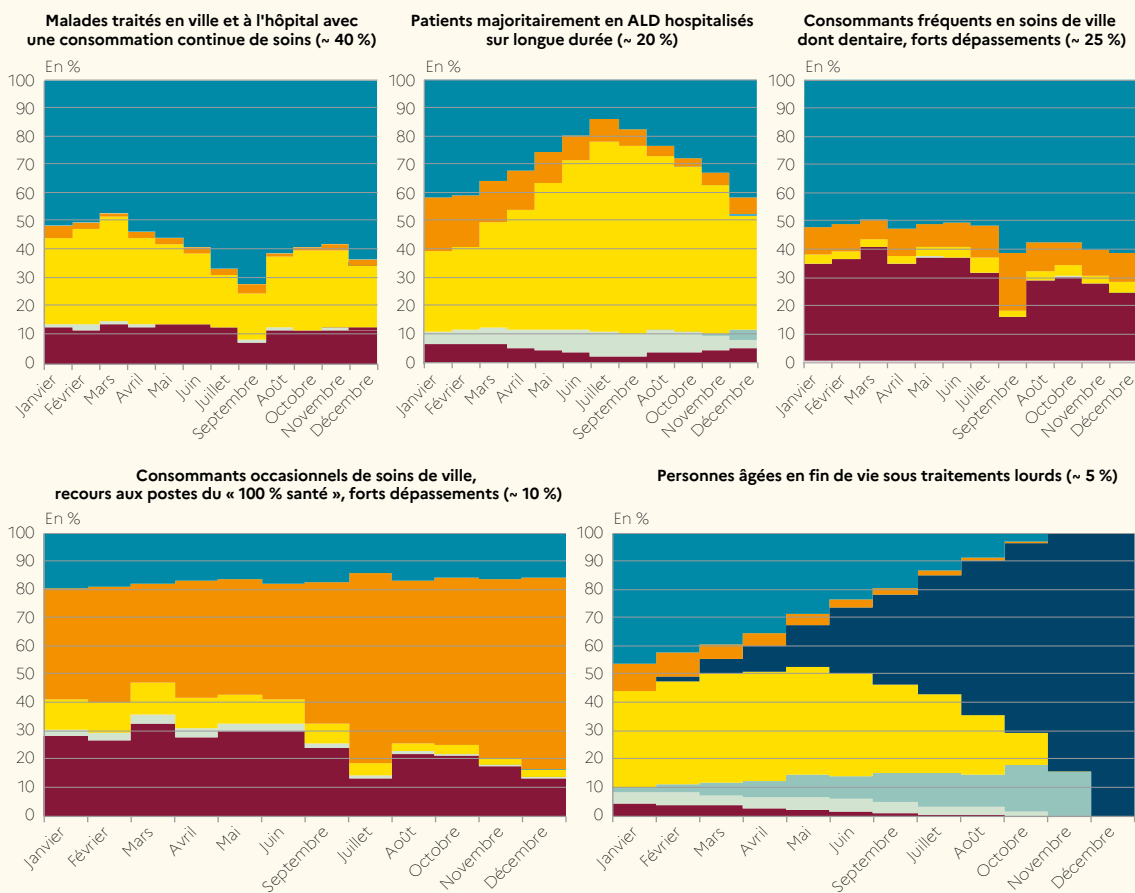 Malades traités en ville et à l'hôpital avec
une consommation continue de soins (~ 40 %)
En %
100
90
80
70
60
50
40
30
20
10
0
Janvier
Février
Mars
Avril
Mai
Juin
Juillet
Septembre
Août
Octobre
Novembre
Décembre
Patients majoritairement en ALD hospitalisés
sur longue durée (~ 20 %)
En %
100
90
80
70
60
50
40
30
20
10
0
Janvier
Février
Mars
Avril
Mai
Juin
Juillet
Septembre
Août
Octobre
Novembre
Décembre
Consommants fréquents en soins de ville
dont dentaire, forts dépassements (~ 25 %)
En %
100
90
80
70
60
50
40
30
20
10
0
Janvier
Février
Mars
Avril
Mai
Juin
Juillet
Septembre
Août
Octobre
Novembre
Décembre
Consommants occasionnels de soins de ville,
recours aux postes du « 100 % santé », forts dépassements (~ 10 %)
En %
100
90
80
70
60
50
40
30
20
10
0
Janvier
Février
Mars
Avril
Mai
Juin
Septembre
Juillet
Août
Octobre
Novembre
Décembre
Personnes âgées en fin de vie sous traitements lourds (~ 5 %)
En %
100
90
80
70
60
50
40
30
20
10
0
Janvier
Février
Mars
Avril
Mai
Juin
Septembre
Juillet
Août
Octobre
Novembre
Décembre